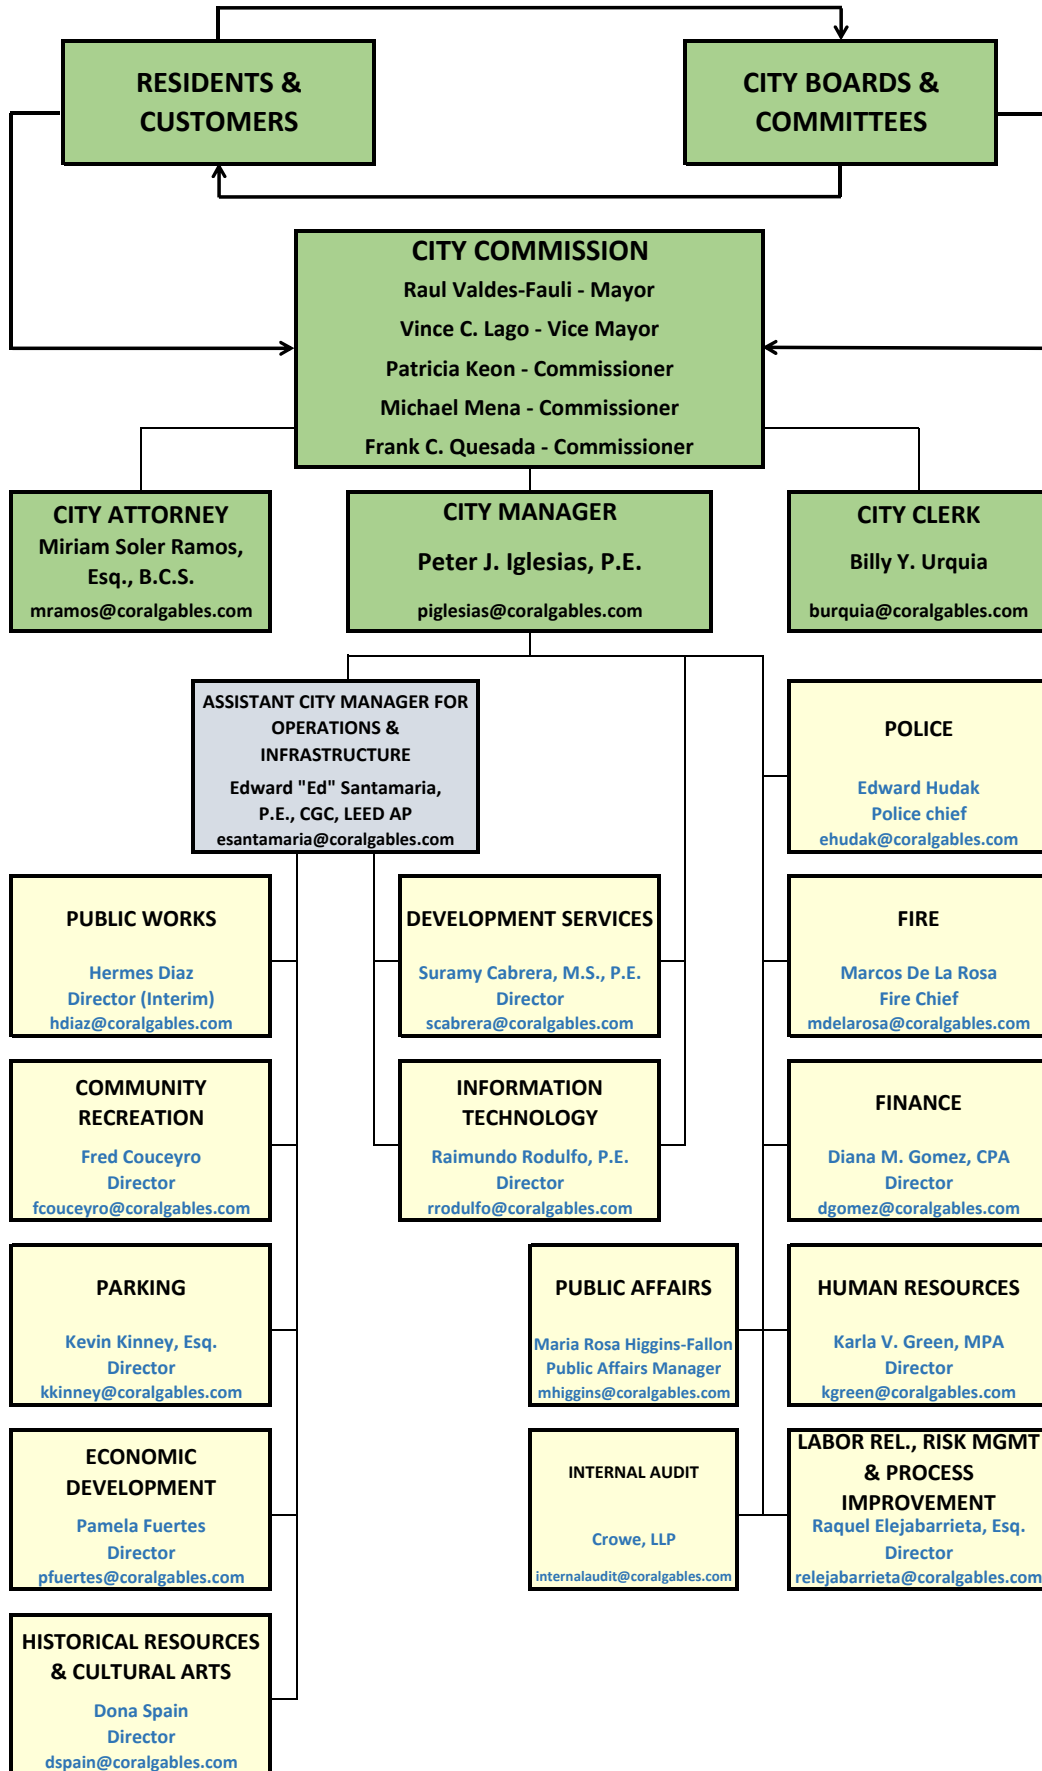 RESIDENTS &
CUSTOMERS
CITY BOARDS &
COMMITTEES
CITY COMMISSION
Raul Valdes-Fauli - Mayor
Vince C. Lago - Vice Mayor
Patricia Keon - Commissioner
Michael Mena - Commissioner
Frank C. Quesada - Commissioner
CITY ATTORNEY
Miriam Soler Ramos,
Esq., B.C.S.
mramos@coralgables.com
CITY MANAGER
Peter J. Iglesias, P.E.
piglesias@coralgables.com
CITY CLERK
Billy Y. Urquia
burquia@coralgables.com
ASSISTANT CITY MANAGER FOR
OPERATIONS &
INFRASTRUCTURE
Edward "Ed" Santamaria,
P.E., CGC, LEED AP
esantamaria@coralgables.com
POLICE
Edward Hudak
Police chief
ehudak@coralgables.com
PUBLIC WORKS
Hermes Diaz
Director (Interim)
hdiaz@coralgables.com
DEVELOPMENT SERVICES
Suramy Cabrera, M.S., P.E.
Director
scabrera@coralgables.com
FIRE
Marcos De La Rosa
Fire Chief
mdelarosa@coralgables.com
COMMUNITY
RECREATION
Fred Couceyro
Director
fcouceyro@coralgables.com
INFORMATION
TECHNOLOGY
Raimundo Rodulfo, P.E.
Director
rrodulfo@coralgables.com
FINANCE
Diana M. Gomez, CPA
Director
dgomez@coralgables.com
PARKING
Kevin Kinney, Esq.
Director
kkinney@coralgables.com
PUBLIC AFFAIRS
Maria Rosa Higgins-Fallon
Public Affairs Manager
mhiggins@coralgables.com
HUMAN RESOURCES
Karla V. Green, MPA
Director
kgreen@coralgables.com
ECONOMIC
DEVELOPMENT
Pamela Fuertes
Director
pfuertes@coralgables.com
INTERNAL AUDIT
Crowe, LLP
internalaudit@coralgables.com
LABOR REL., RISK MGMT
& PROCESS
IMPROVEMENT
Raquel Elejabarrieta, Esq.
Director
relejabarrieta@coralgables.com
HISTORICAL RESOURCES
& CULTURAL ARTS
Dona Spain
Director
dspain@coralgables.com